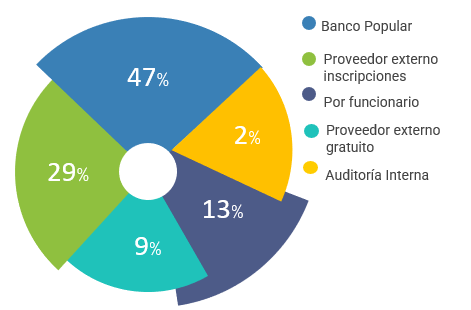 47%
2%
29%
13%
9%
Banco Popular
Proveedor externo
inscripciones
Por funcionario
Proveedor externo
gratuito
Auditoría Interna